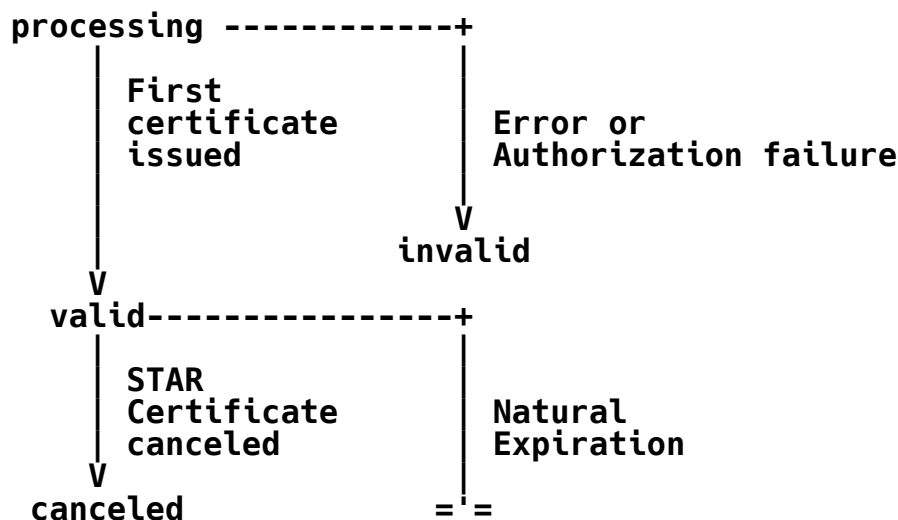 processing ------------+
First
certificate
issued
Error or
Authorization failure
V
invalid
V
valid----------------+
STAR
Certificate
canceled
Natural
Expiration
V
canceled
='=